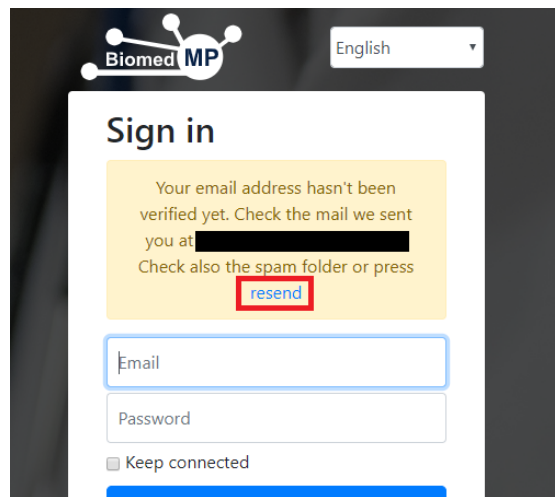 Biomed MP
English
Sign in
Your email address hasn't been
verified yet. Check the mail we sent
you at
Check also the spam folder or press
resend
Email
Password
Keep connected